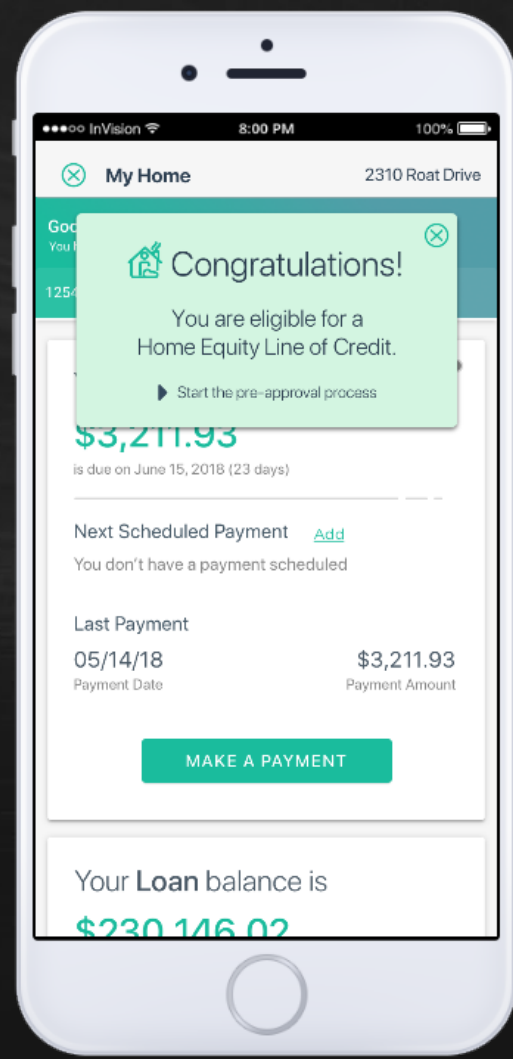 InVision 8:00 PM 100%
My Home 2310 Roat Drive
Congratulations!
You are eligible for a
Home Equity Line of Credit.
Start the pre-approval process
1254
$3,211.93
is due on June 15, 2018 (23 days)
Next Scheduled Payment Add
You don't have a payment scheduled
Last Payment
05/14/18 $3,211.93
Payment Date Payment Amount
MAKE A PAYMENT
Your Loan balance is
$230,146.02